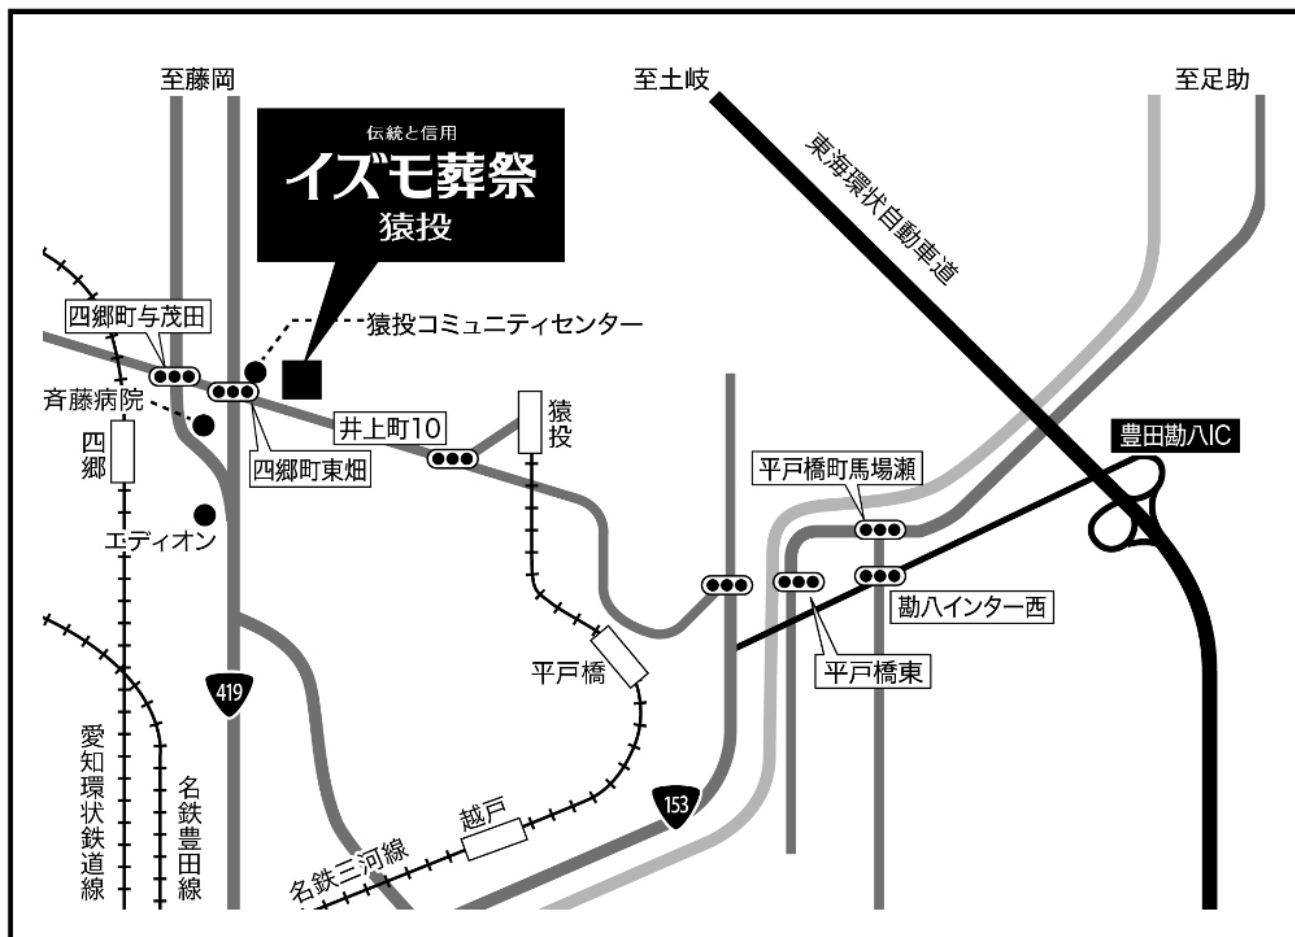 至藤岡
至土岐
至足助
伝統と信用
イズモ葬祭
猿投
東海環状自動車道
四郷町与茂田
猿投コミュニティセンター
斉藤病院
四郷
井上町10
猿投
四郷町東畑
豊田勘八IC
平戸橋町馬場瀬
エディオン
勘八インター西
平戸橋
平戸橋東
419
愛知環状鉄道線
名鉄豊田線
越戸
153
名鉄三河線